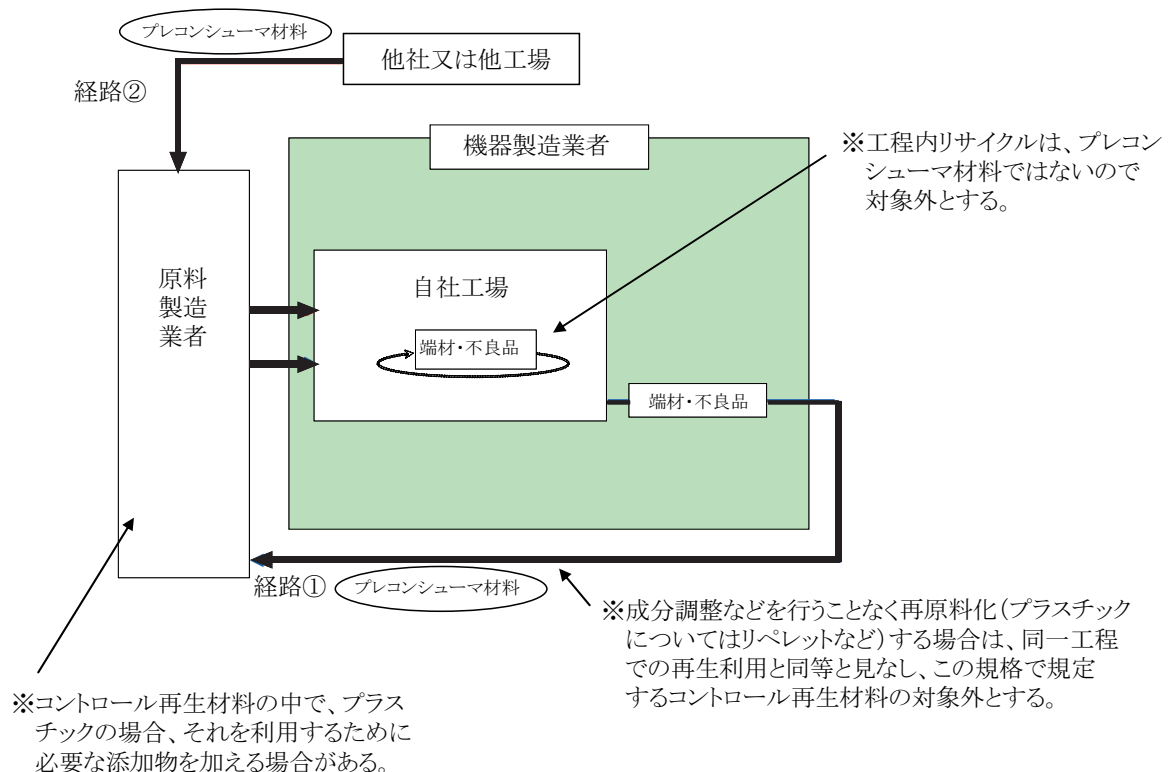 プレコンシューマ材料
他社又は他工場
経路②
機器製造業者
※工程内リサイクルは、プレコン
シューマ材料ではないので
対象外とする。
原料
製造
業者
自社工場
端材・不良品
端材・不良品
経路①
プレコンシューマ材料
※成分調整などを行うことなく再原料化(プラスチック
についてはリペレットなど)する場合は、同一工程
での再生利用と同等と見なし、この規格で規定
するコントロール再生材料の対象外とする。
※コントロール再生材料の中で、プラス
チックの場合、それを利用するために
必要な添加物を加える場合がある。